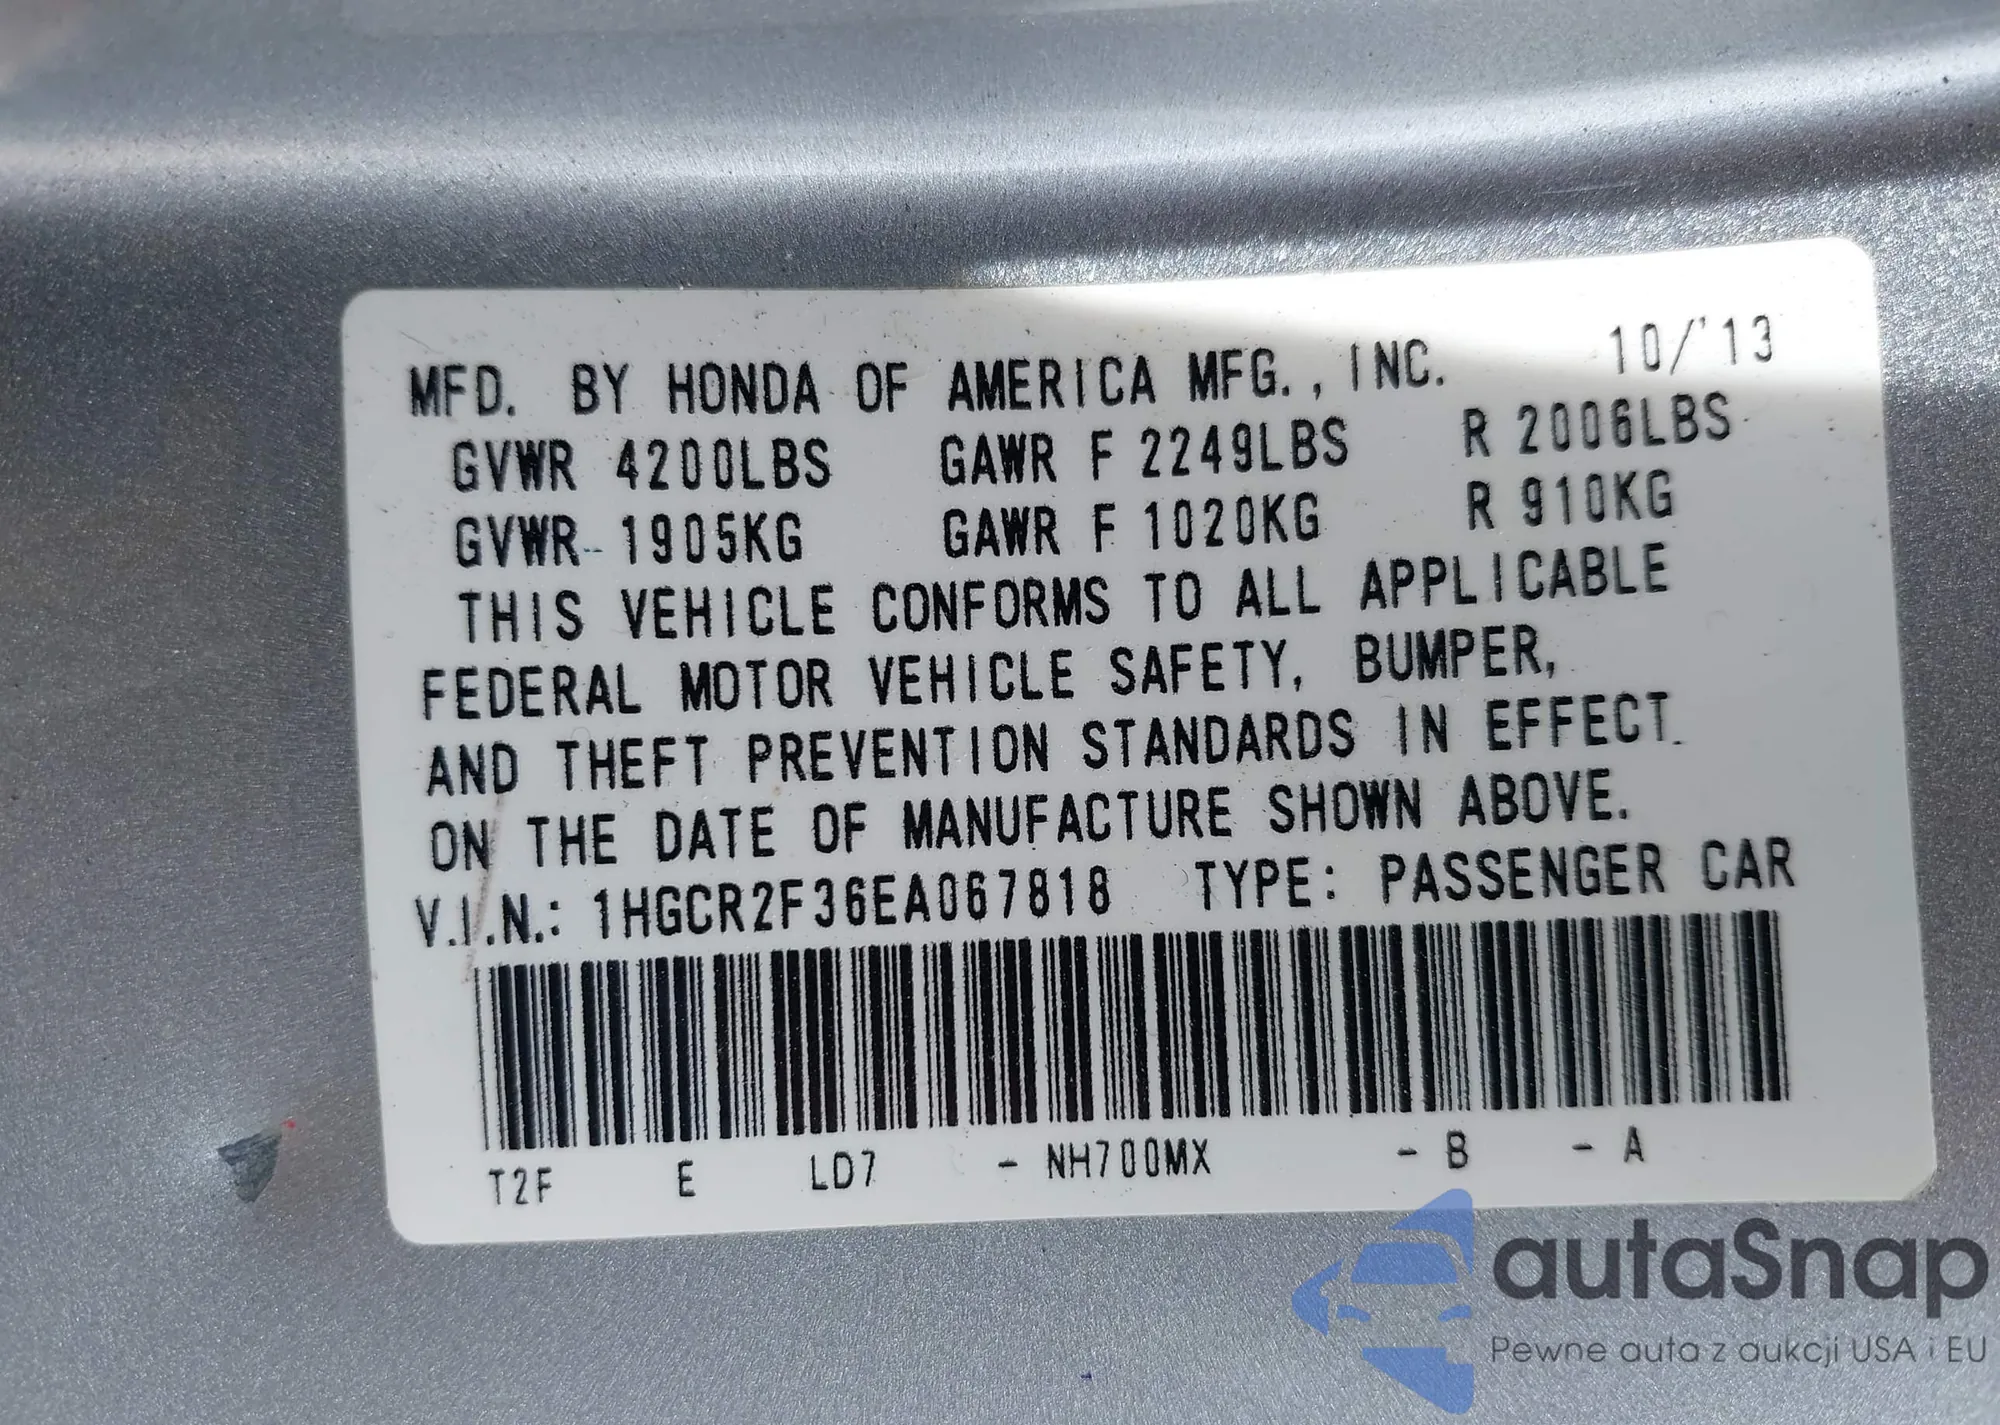 MFD. BY HONDA OF AMERICA MFG., INC. 10/'13
GVWR 4200LBS GAWR F 2249LBS R 2006LBS
GVWR 1905KG GAWR F 1020KG R 910KG
THIS VEHICLE CONFORMS TO ALL APPLICABLE
FEDERAL MOTOR VEHICLE SAFETY, BUMPER,
AND THEFT PREVENTION STANDARDS IN EFFECT
ON THE DATE OF MANUFACTURE SHOWN ABOVE.
V.I.N.: 1HGCR2F36EA067818 TYPE: PASSENGER CAR
T2F E LD7 - NH700MX - B - A
autaSnap
Pewne auta z aukcji USA i EU